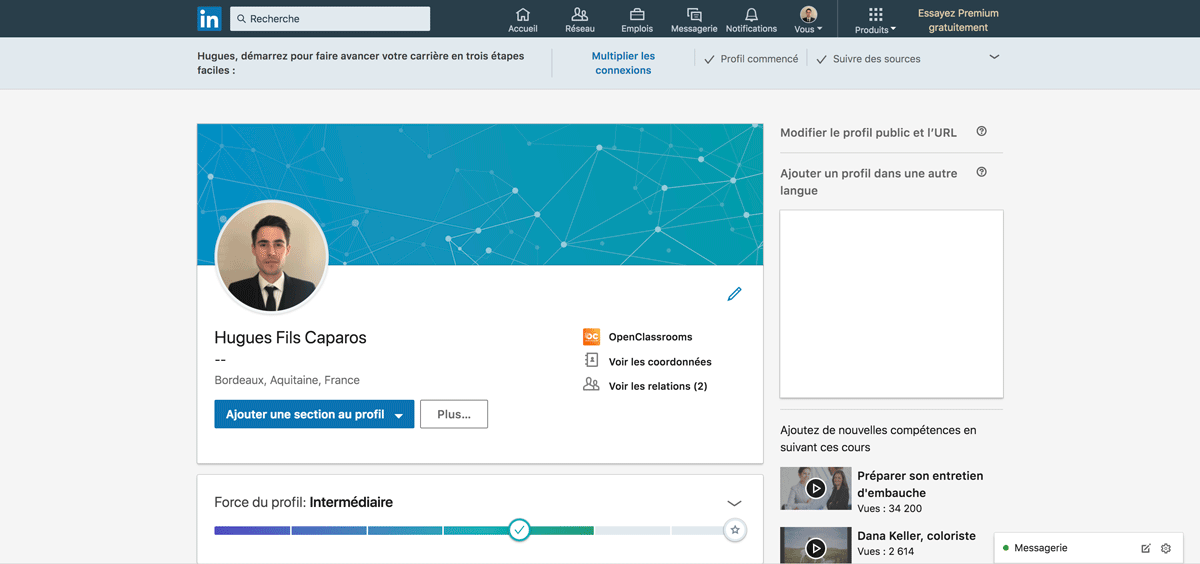 in
Recherche
Accueil
Réseau
Emplois
Messagerie
Notifications
Vous
Produits
Essayez Premium
gratuitement
Hugues, démarrez pour faire avancer votre carrière en trois étapes
faciles :
Multiplier les
connexions
Profil commencé
Suivre des sources
Modifier le profil public et l'URL
Ajouter un profil dans une autre
langue
Hugues Fils Caparos
--
Bordeaux, Aquitaine, France
Ajouter une section au profil
Plus...
OC
OpenClassrooms
Voir les coordonnées
Voir les relations (2)
Force du profil: Intermédiaire
Ajoutez de nouvelles compétences en
suivant ces cours
Préparer son entretien
d'embauche
Vues : 34 200
Dana Keller, coloriste
Vues : 2 614
Messagerie